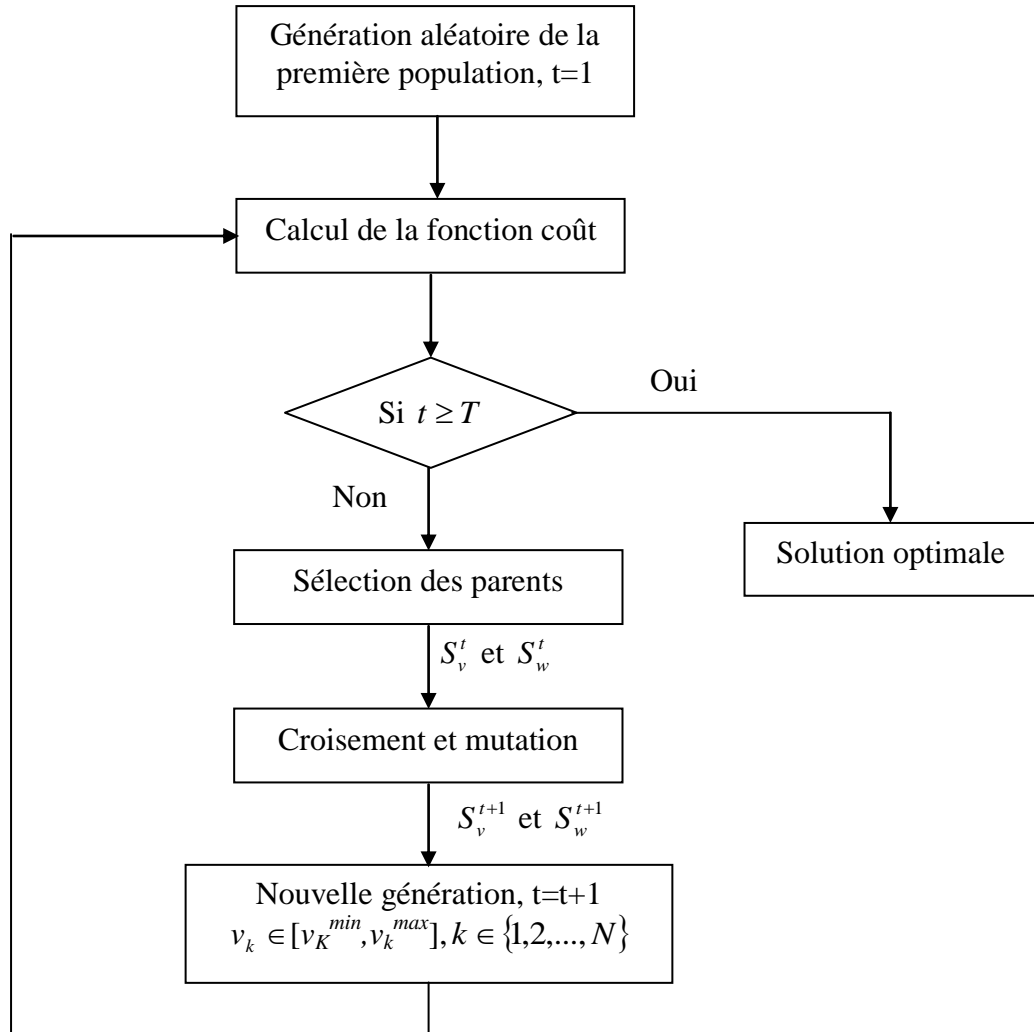 Génération aléatoire de la
première population, t=1
Calcul de la fonction coût
Oui
Si t ≥ T
Non
Solution optimale
Sélection des parents
S_v^t et S_w^t
Croisement et mutation
S_v^{t+1} et S_w^{t+1}
Nouvelle génération, t=t+1
v_k ∈[v_K^{min},v_k^{max}], k ∈ {1,2,..., N}